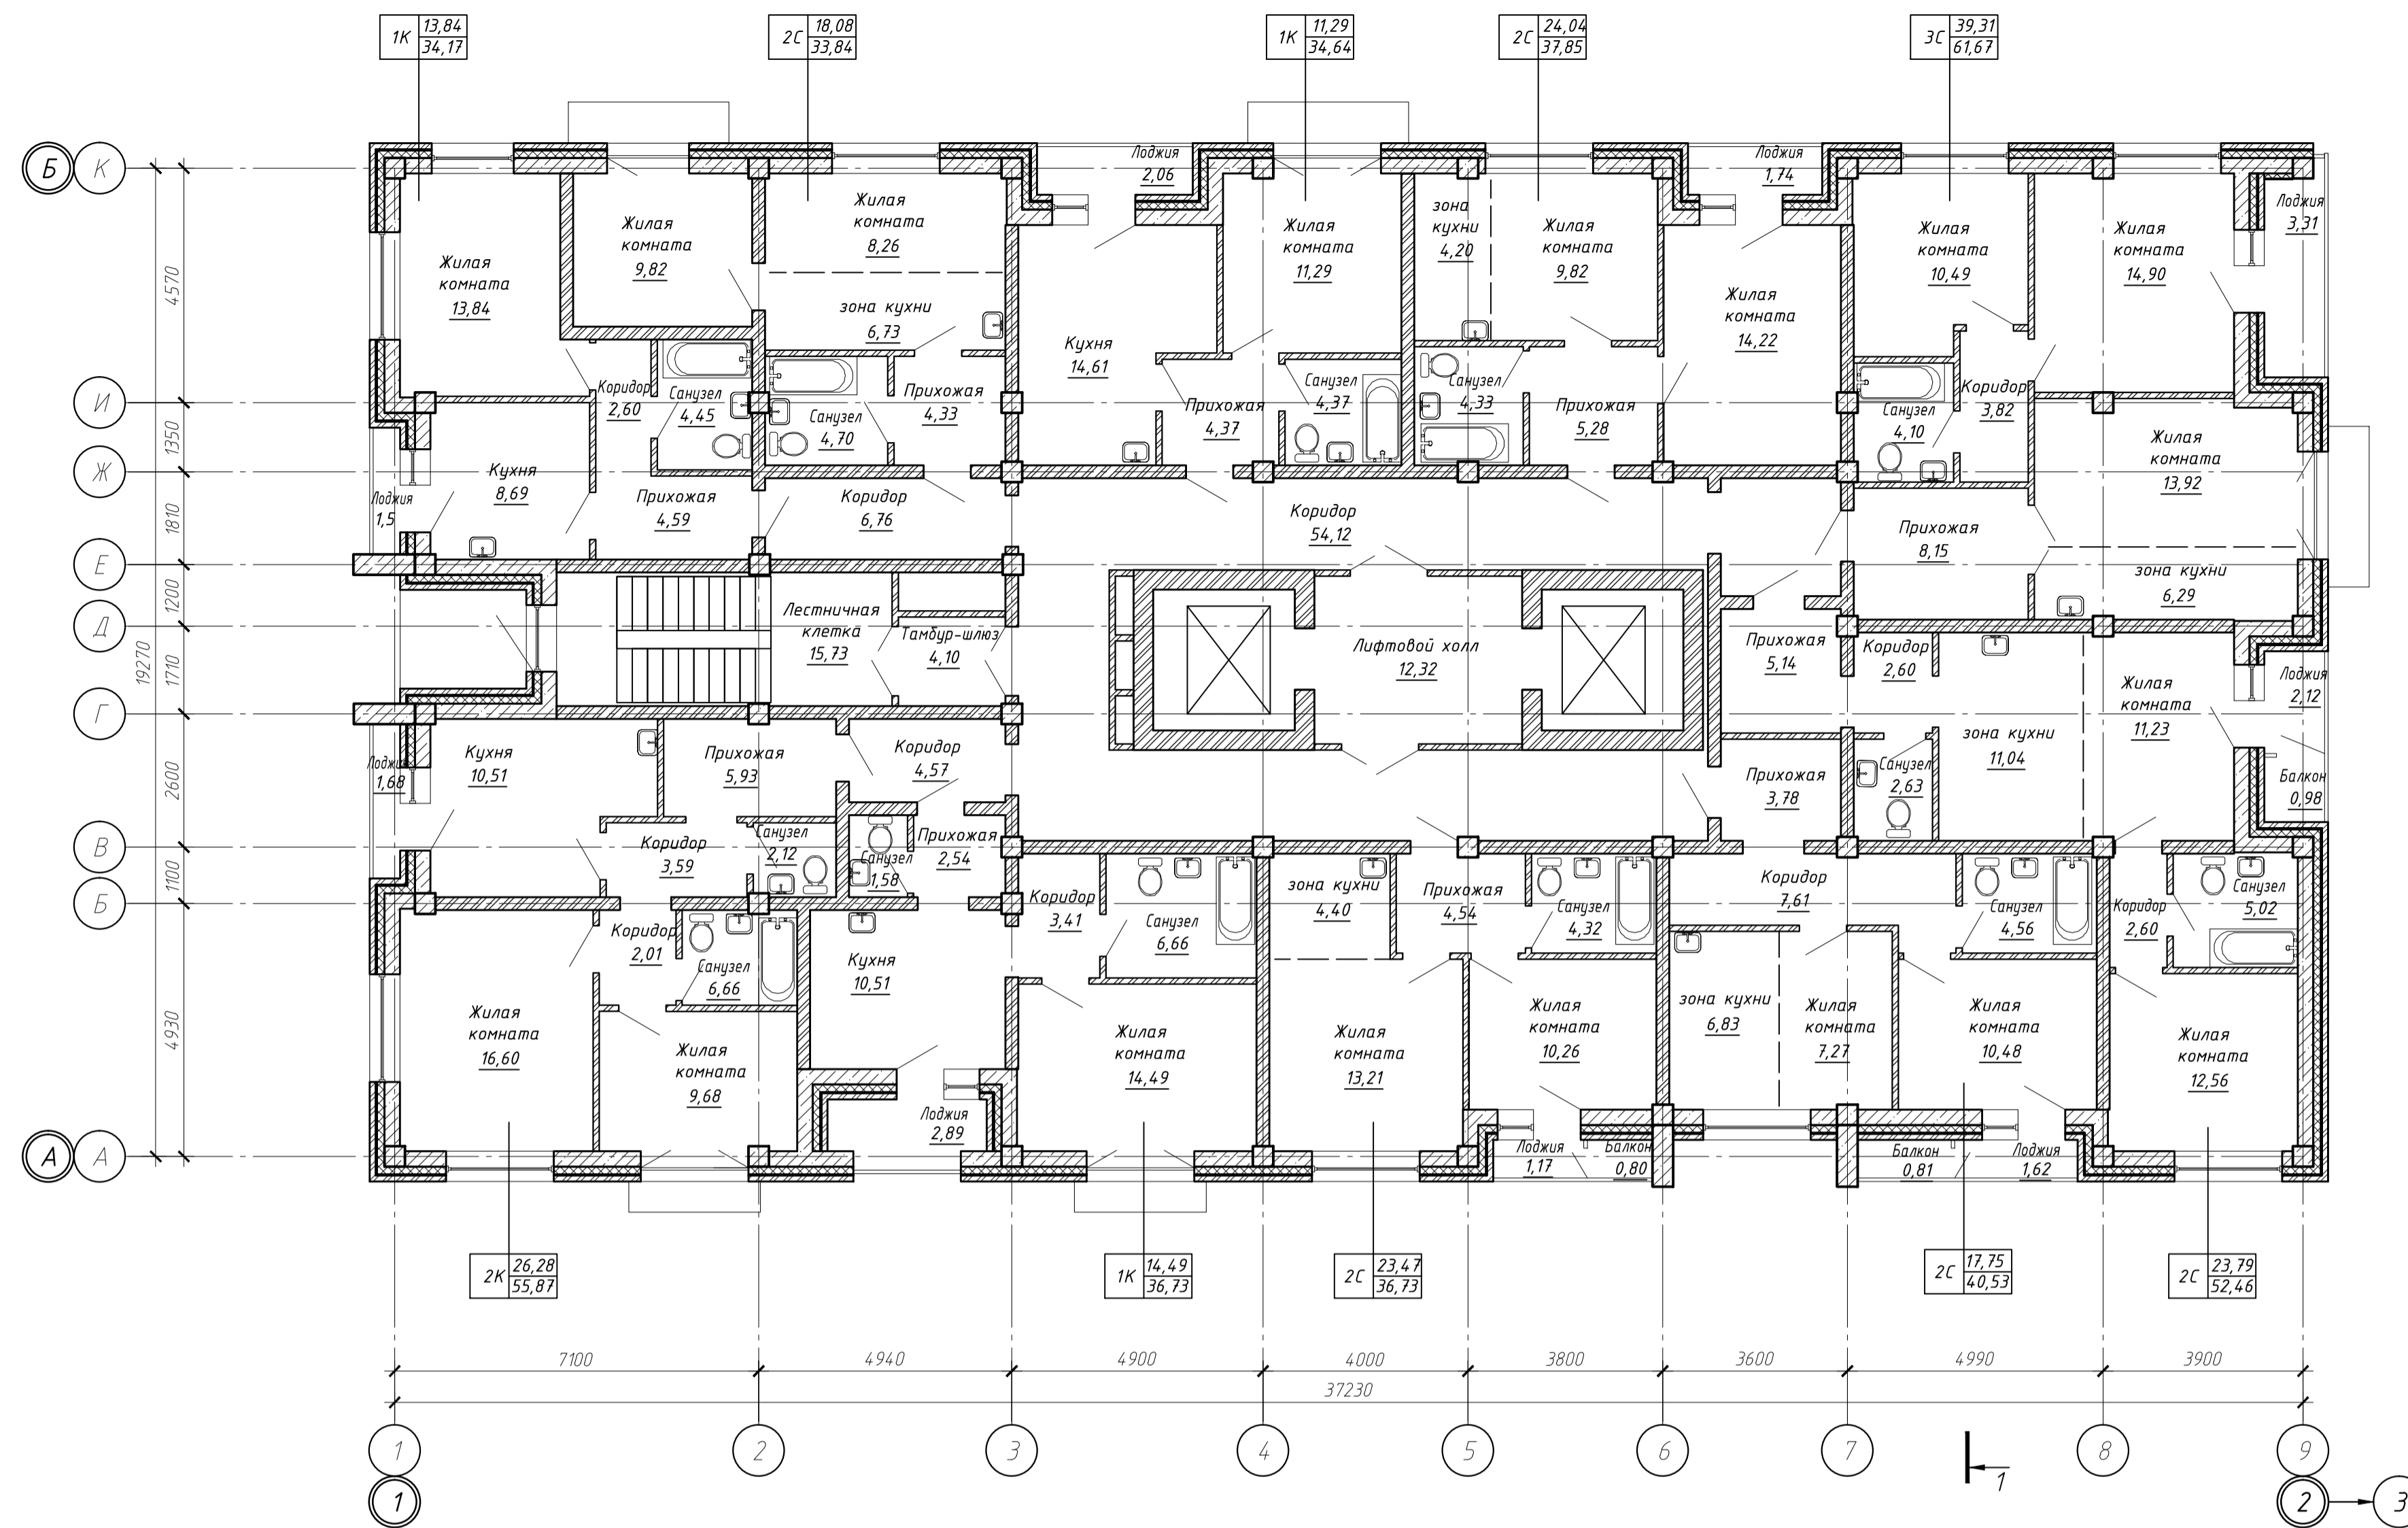 1К 13,84 34,17
2С 18,08 33,84
1К 11,29 34,64
2С 24,04 37,85
3С 39,31 61,67
Б К
И
Ж
Е
Д
Г
В
Б
А А
4570
1350
1810
1200
1710
2600
1100
4930
19270
Жилая
комната
13,84
Жилая
комната
9,82
Жилая
комната
8,26
зона кухни
6,73
Лоджия
2,06
Жилая
комната
11,29
зона
кухни
4,20
Жилая
комната
9,82
Лоджия
1,74
Жилая
комната
14,22
Жилая
комната
10,49
Жилая
комната
14,90
Лоджия
3,31
Кухня
14,61
Коридор
2,60
Санузел
4,45
Санузел
4,70
Прихожая
4,33
Прихожая
4,37
Санузел
4,37
Санузел
4,33
Прихожая
5,28
Санузел
4,10
Коридор
3,82
Жилая
комната
13,92
Лоджия
1,5
Кухня
8,69
Прихожая
4,59
Коридор
6,76
Коридор
54,12
Прихожая
8,15
зона кухни
6,29
Лестничная
клетка
15,73
Тамбур-шлюз
4,10
Лифтовой холл
12,32
Прихожая
5,14
Коридор
2,60
Жилая
комната
11,23
Лоджия
2,12
Лоджия
1,68
Кухня
10,51
Прихожая
5,93
Коридор
4,57
Прихожая
3,78
Санузел
2,63
зона кухни
11,04
Балкон
0,98
Коридор
3,59
Санузел
2,12
Санузел
1,58
Прихожая
2,54
Коридор
3,41
Санузел
6,66
зона кухни
4,40
Прихожая
4,54
Санузел
4,32
Коридор
7,61
Санузел
4,56
Коридор
2,60
Санузел
5,02
Коридор
2,01
Санузел
6,66
Кухня
10,51
Жилая
комната
16,60
Жилая
комната
9,68
Лоджия
2,89
Жилая
комната
14,49
Жилая
комната
13,21
Жилая
комната
10,26
зона кухни
6,83
Жилая
комната
7,27
Жилая
комната
10,48
Жилая
комната
12,56
Лоджия
1,17
Балкон
0,80
Балкон
0,81
Лоджия
1,62
2К 26,28 55,87
1К 14,49 36,73
2С 23,47 36,73
2С 17,75 40,53
2С 23,79 52,46
7100 4940 4900 4000 3800 3600 4990 3900
37230
1 2 3 4 5 6 7 8 9
1
1
2 3